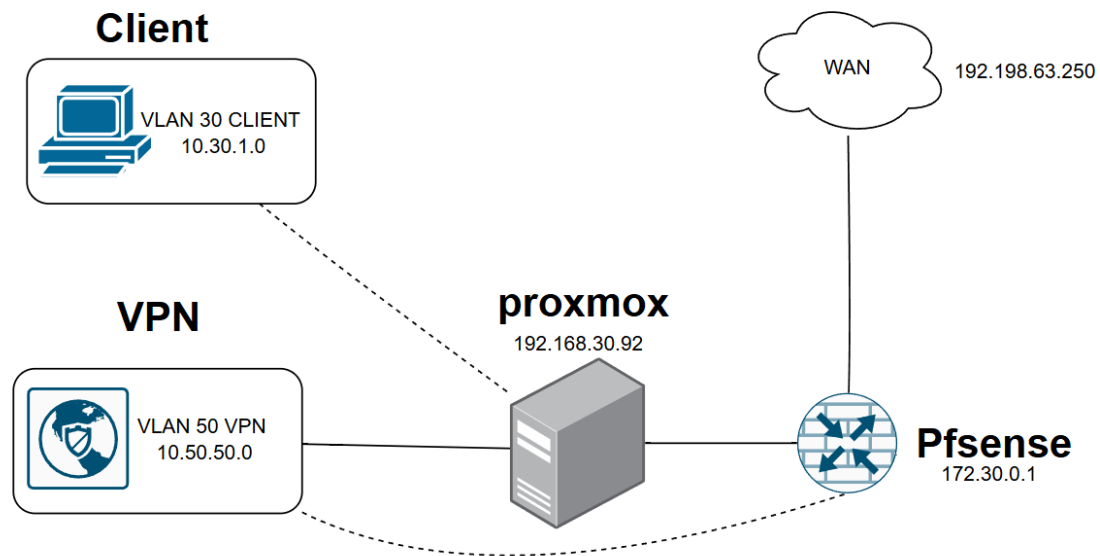 Client
VLAN 30 CLIENT
10.30.1.0
WAN
192.198.63.250
VPN
VLAN 50 VPN
10.50.50.0
proxmox
192.168.30.92
Pfsense
172.30.0.1